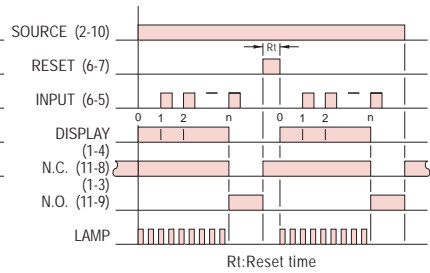 SOURCE (2-10)
Rt
RESET (6-7)
INPUT (6-5)
0 1 2 n 0 1 2 n
DISPLAY
(1-4)
N.C. (11-8)
(1-3)
N.O. (11-9)
LAMP
Rt:Reset time